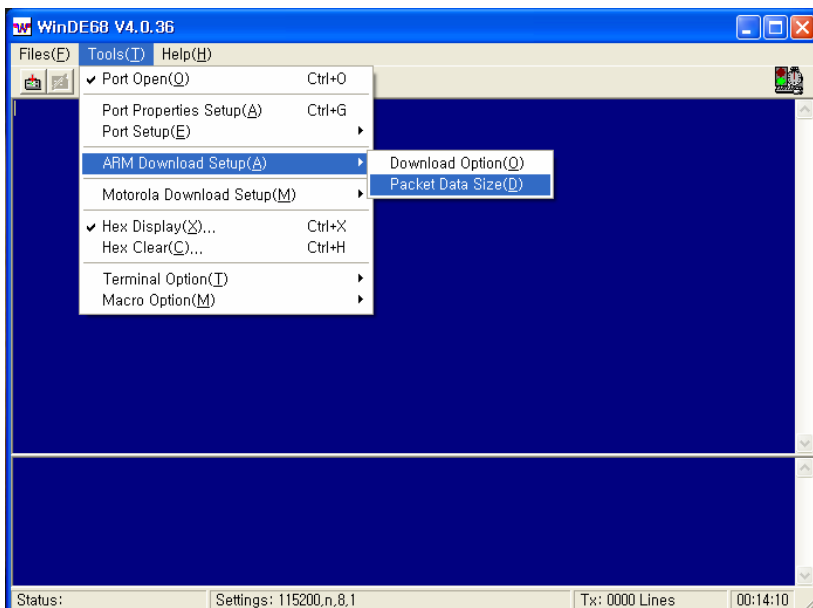 WinDE68 V4.0.36
Files(F) Tools(T) Help(H)
✓ Port Open(O) Ctrl+O
Port Properties Setup(A) Ctrl+G
Port Setup(E)
ARM Download Setup(A)
Download Option(O)
Packet Data Size(D)
Motorola Download Setup(M)
✓ Hex Display(X)... Ctrl+X
Hex Clear(C)... Ctrl+H
Terminal Option(T)
Macro Option(M)
Status: Settings: 115200,n,8,1 Tx: 0000 Lines 00:14:10